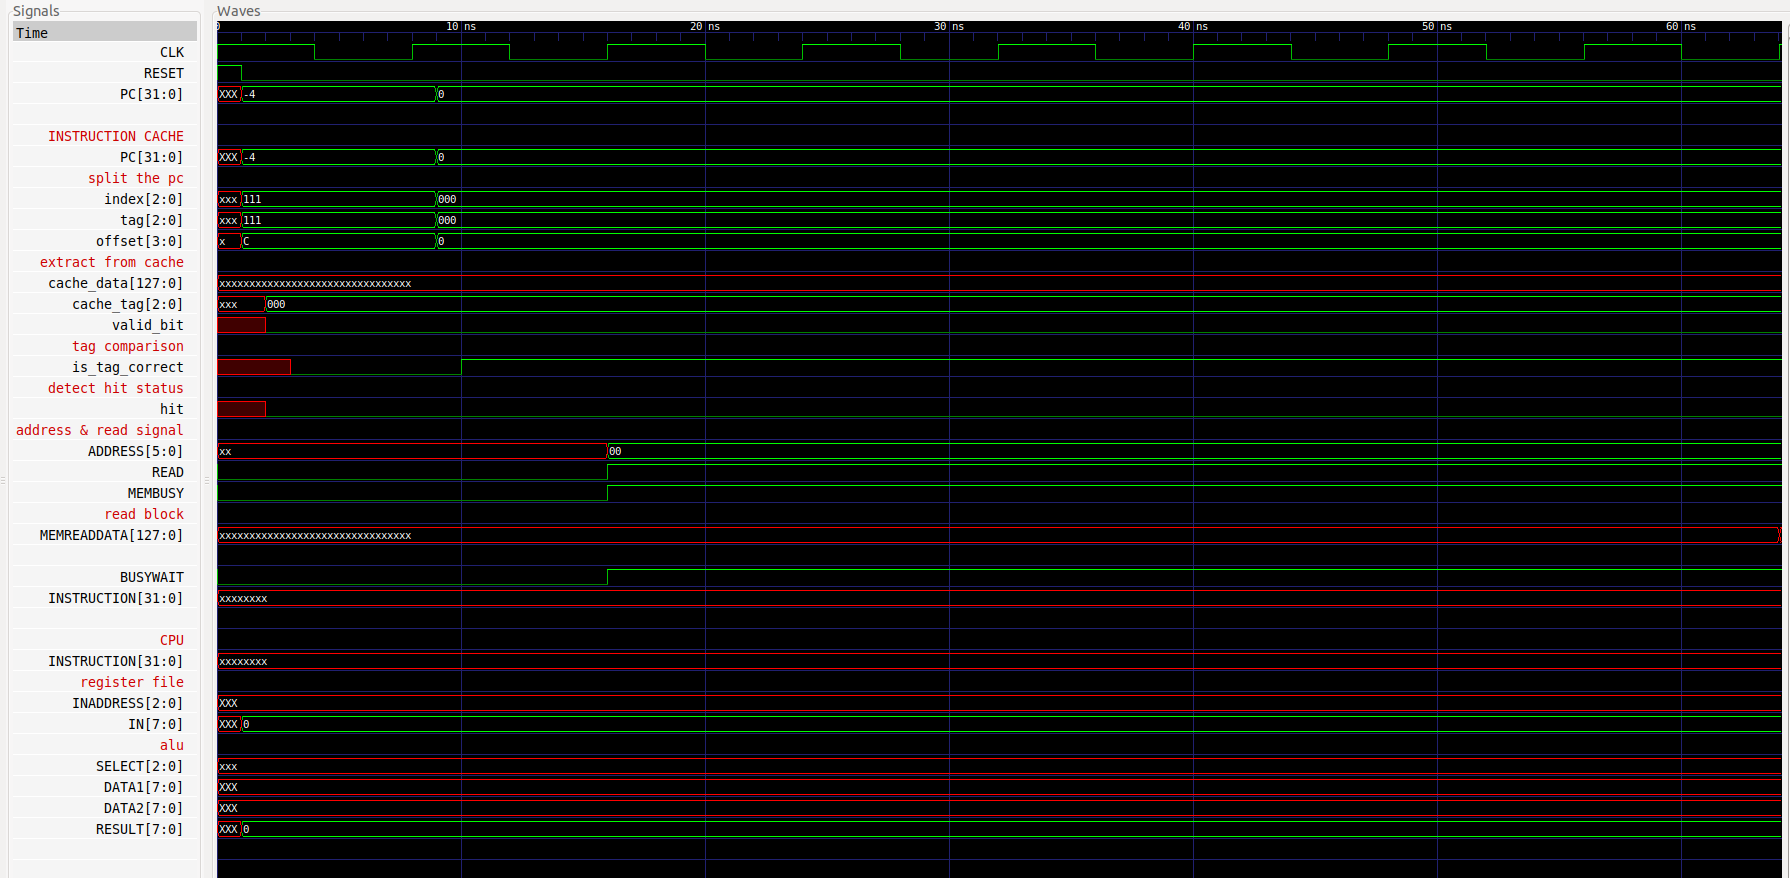 Signals Waves
Time 0 10 ns 20 ns 30 ns 40 ns 50 ns 60 ns
CLK
RESET
PC[31:0] XXX -4 0
INSTRUCTION CACHE
PC[31:0] XXX -4 0
split the pc
index[2:0] xxx 111 000
tag[2:0] xxx 111 000
offset[3:0] x C 0
extract from cache
cache_data[127:0] xxxxxxxxxxxxxxxxxxxxxxxxxxxxxxxx
cache_tag[2:0] xxx 000
valid_bit
tag comparison
is_tag_correct
detect hit status
hit
address & read signal
ADDRESS[5:0] xx 00
READ
MEMBUSY
read block
MEMREADDATA[127:0] xxxxxxxxxxxxxxxxxxxxxxxxxxxxxxxx
BUSYWAIT
INSTRUCTION[31:0] xxxxxxxx
CPU
INSTRUCTION[31:0] xxxxxxxx
register file
INADDRESS[2:0] XXX
IN[7:0] XXX 0
alu
SELECT[2:0] xxx
DATA1[7:0] XXX
DATA2[7:0] XXX
RESULT[7:0] XXX 0